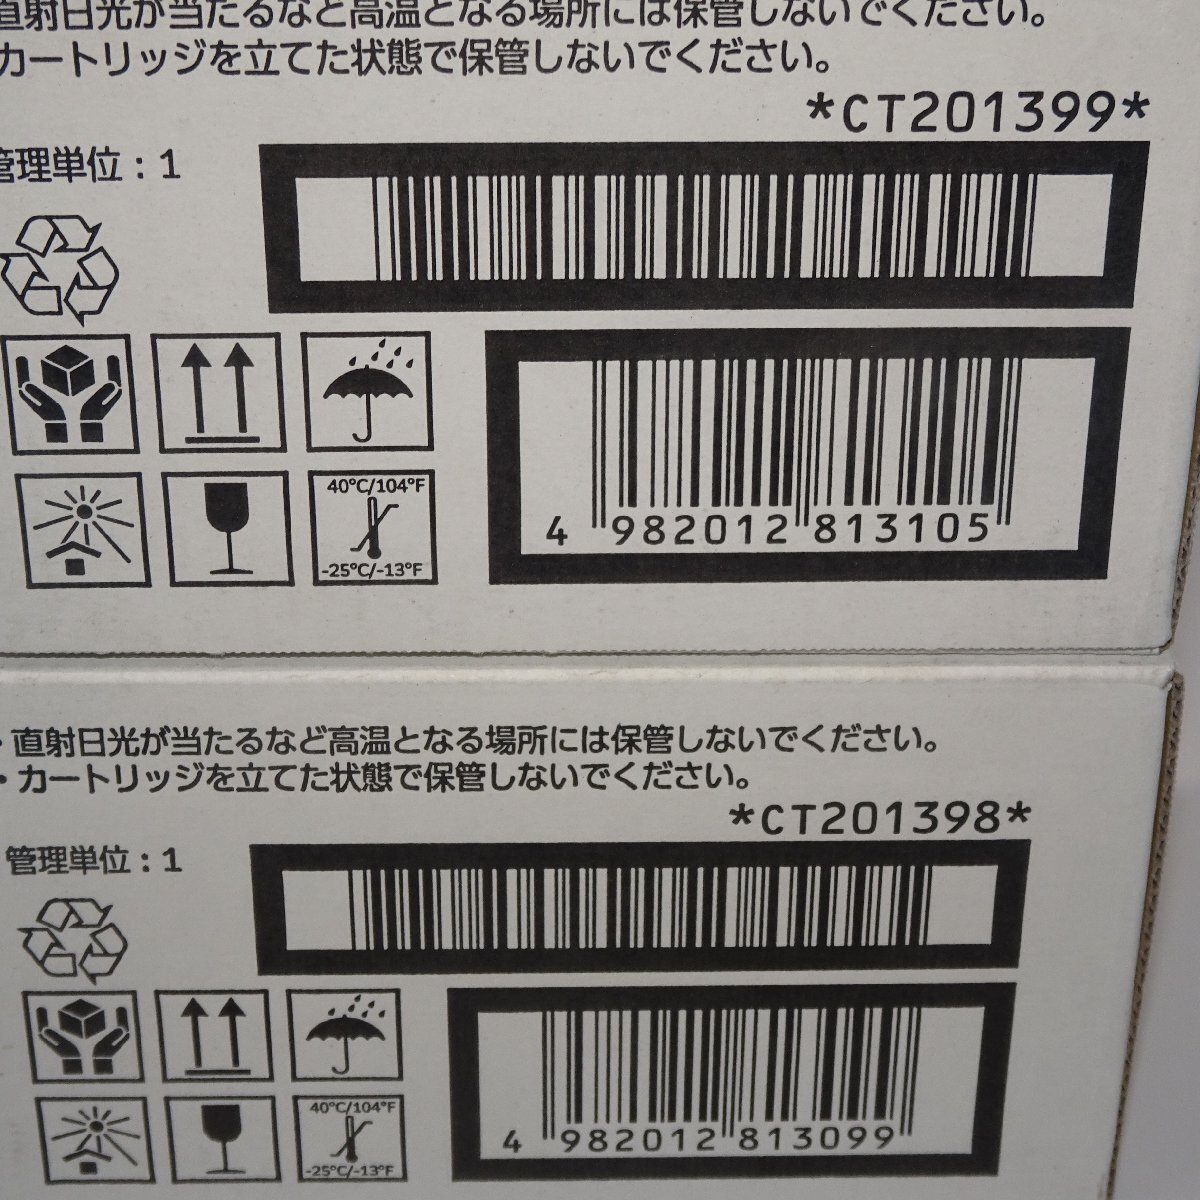 直射日光が当たるなど高温となる場所には保管しないでください。
カートリッジを立てた状態で保管しないでください。
*CT201399*
管理単位：1
40°C/104°F
-25°C/-13°F
4 982012 813105
・直射日光が当たるなど高温となる場所には保管しないでください。
・カートリッジを立てた状態で保管しないでください。
*CT201398*
管理単位：1
40°C/104°F
-25°C/-13°F
4 982012 813099